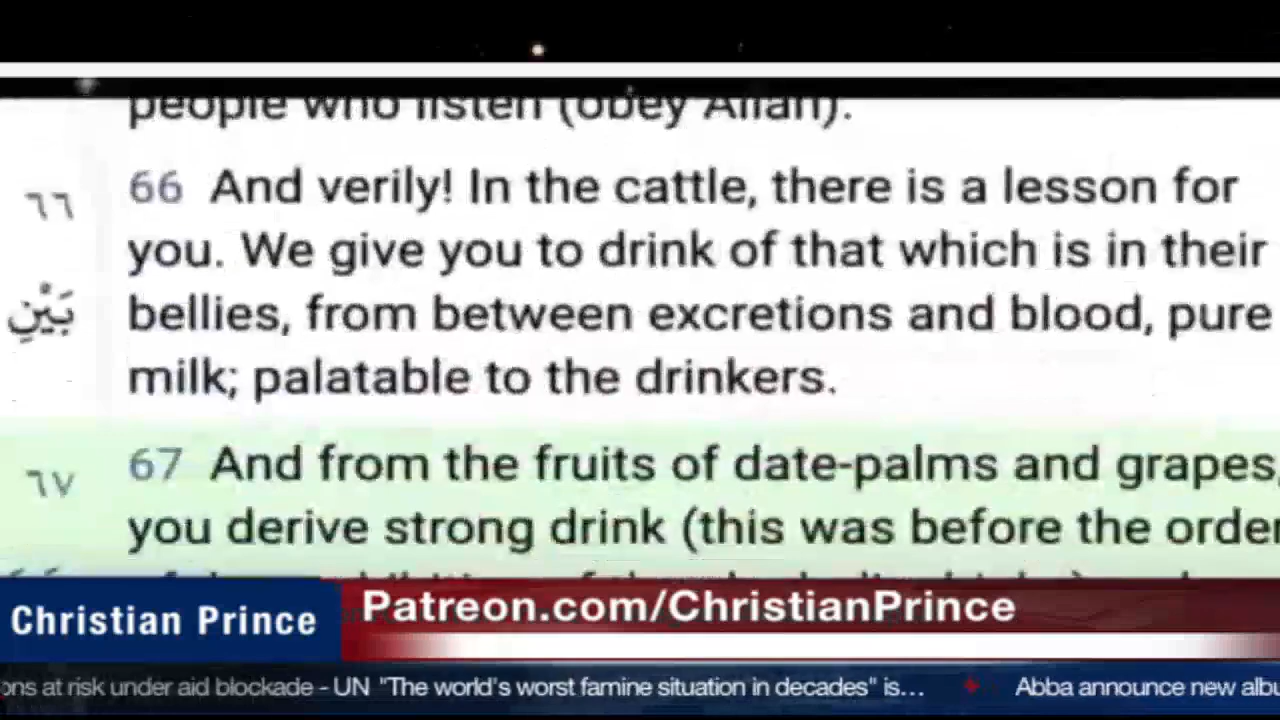 people who listen (obey Allah).
٦٦
66 And verily! In the cattle, there is a lesson for
you. We give you to drink of that which is in their
بَيْنِ
bellies, from between excretions and blood, pure
milk; palatable to the drinkers.
٦٧
67 And from the fruits of date-palms and grapes,
you derive strong drink (this was before the order
Christian Prince
Patreon.com/ChristianPrince
ons at risk under aid blockade - UN "The world's worst famine situation in decades" is... Abba announce new albu